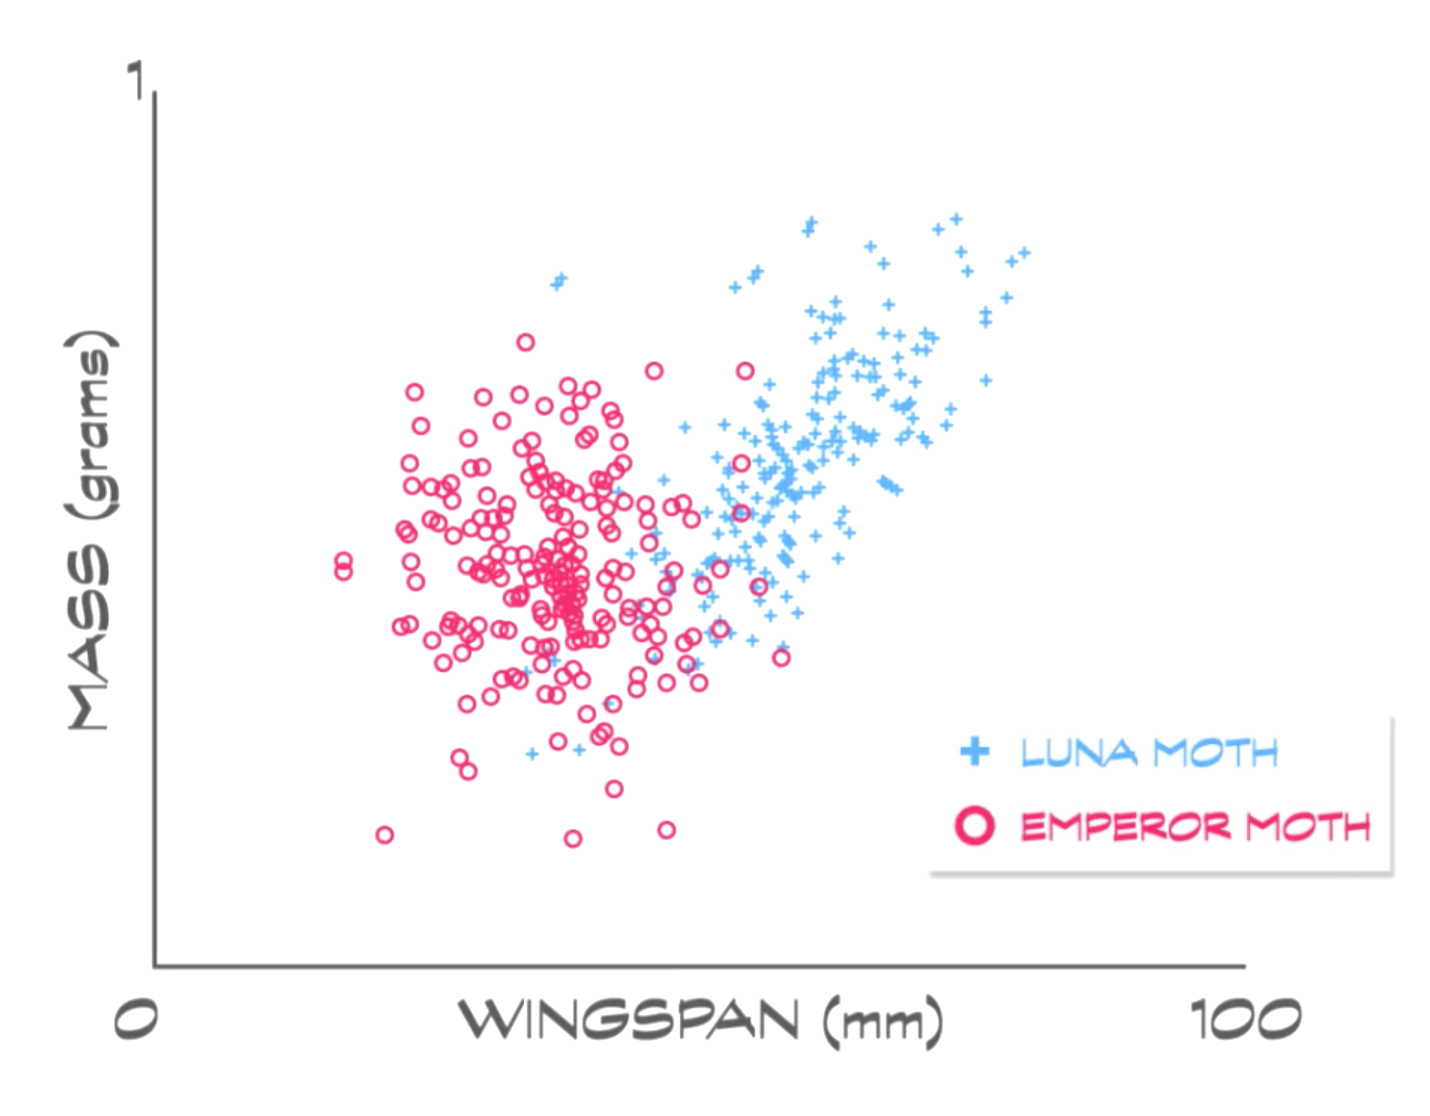 1
MASS (grams)
LUNA MOTH
EMPEROR MOTH
0
WINGSPAN (mm)
100